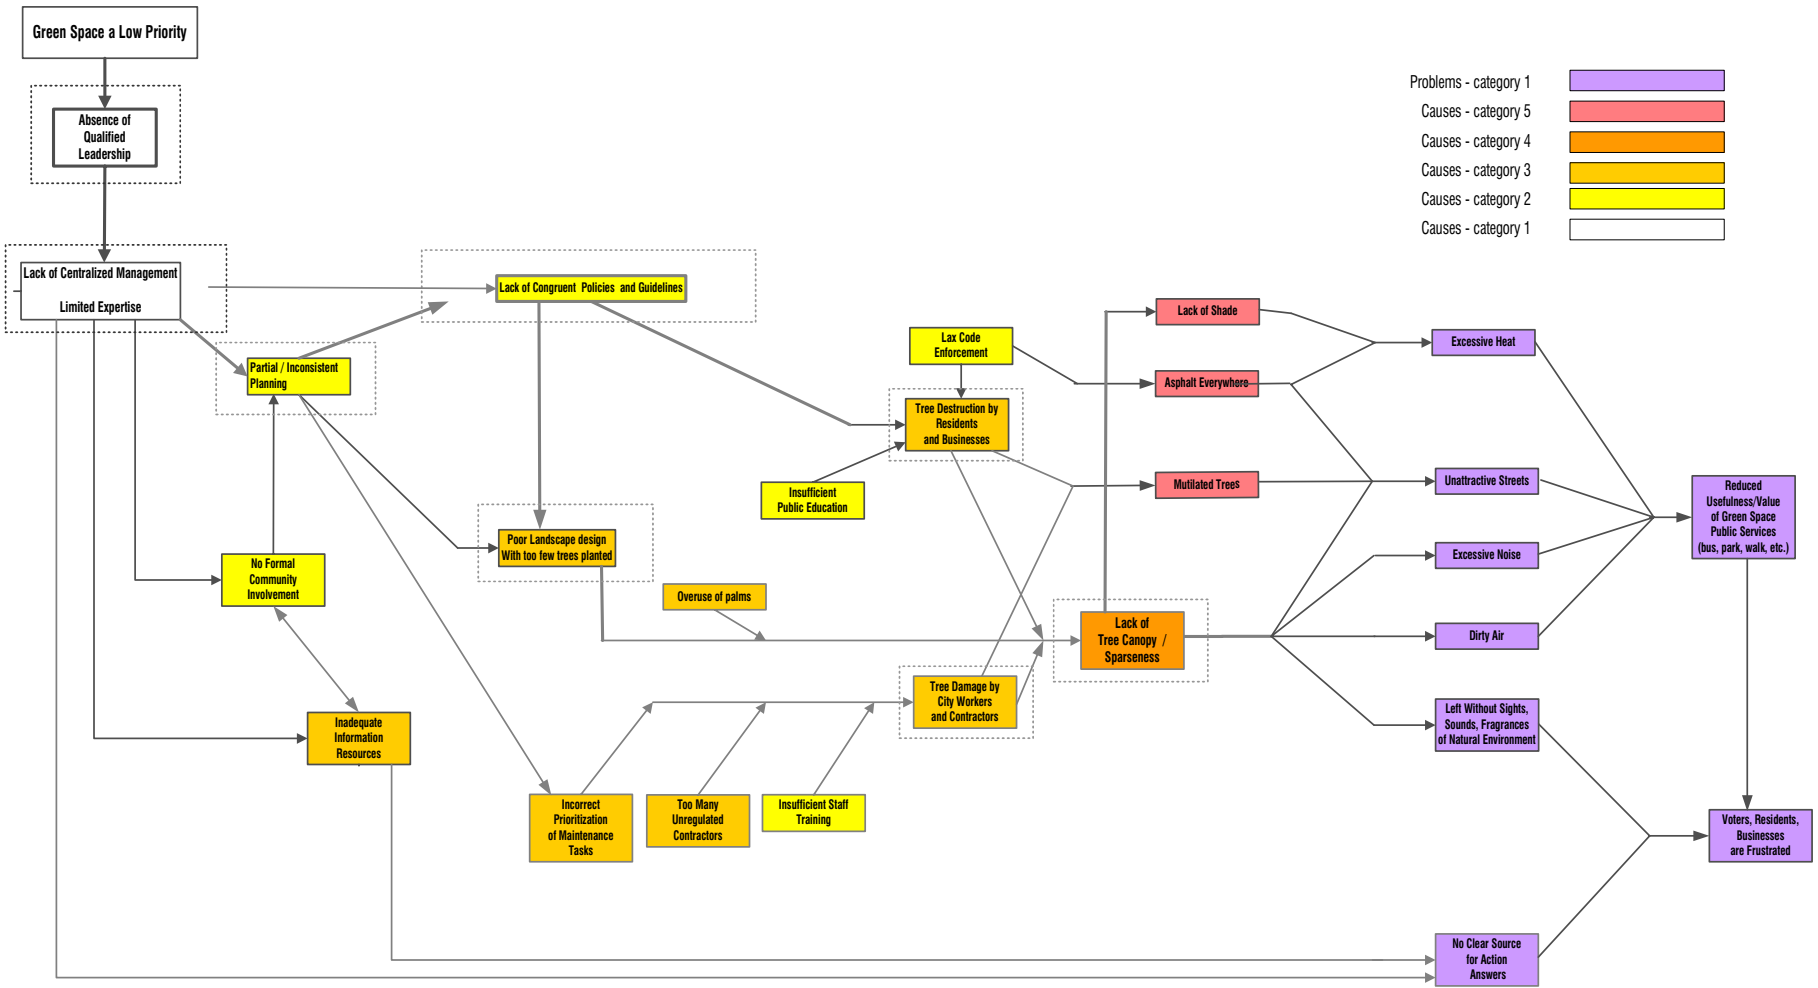 Green Space a Low Priority
Absence of
Qualified
Leadership
Lack of Centralized Management
Limited Expertise
Partial / Inconsistent
Planning
No Formal
Community
Involvement
Inadequate
Information
Resources
Lack of Congruent Policies and Guidelines
Poor Landscape design
With too few trees planted
Overuse of palms
Incorrect
Prioritization
of Maintenance
Tasks
Too Many
Unregulated
Contractors
Insufficient Staff
Training
Lax Code
Enforcement
Tree Destruction by
Residents
and Businesses
Insufficient
Public Education
Tree Damage by
City Workers
and Contractors
Lack of
Tree Canopy /
Sparseness
Lack of Shade
Asphalt Everywhere
Mutilated Trees
Problems - category 1
Causes - category 5
Causes - category 4
Causes - category 3
Causes - category 2
Causes - category 1
Excessive Heat
Unattractive Streets
Excessive Noise
Dirty Air
Left Without Sights,
Sounds, Fragrances
of Natural Environment
No Clear Source
for Action
Answers
Reduced
Usefulness/Value
of Green Space
Public Services
(bus, park, walk, etc.)
Voters, Residents,
Businesses
are Frustrated